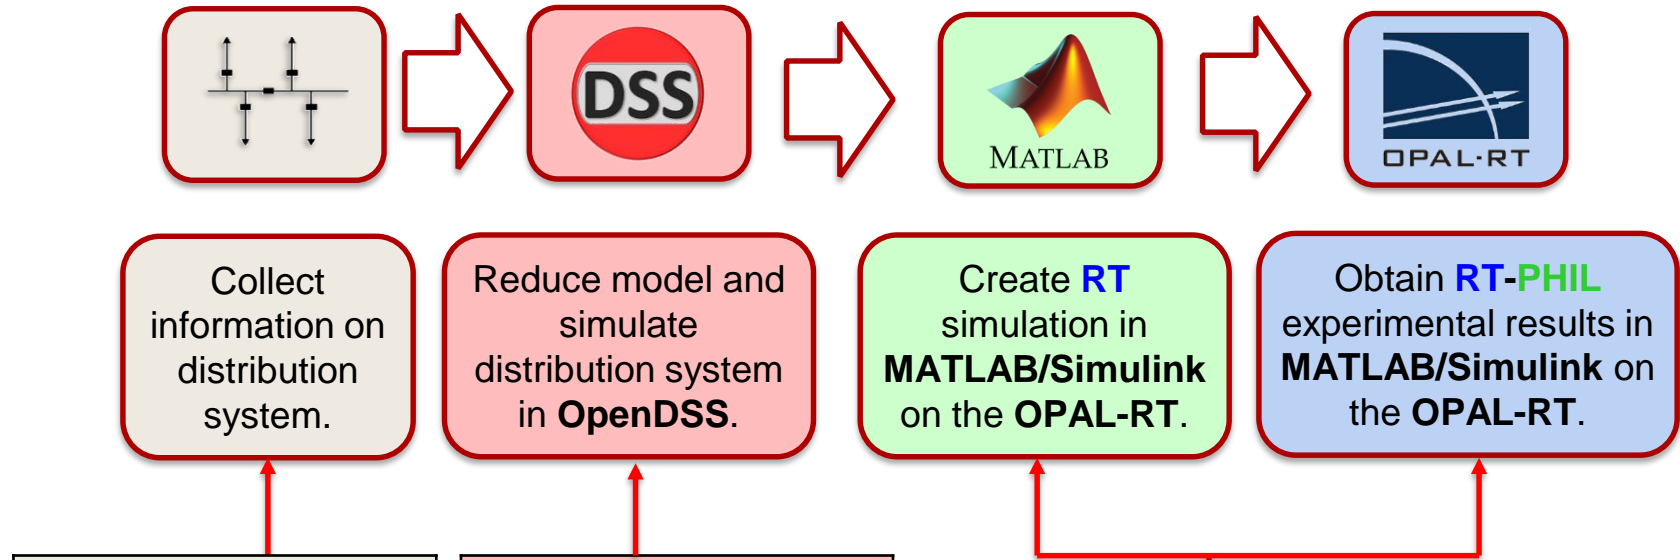 DSS
MATLAB
OPAL-RT
Collect
information on
distribution
system.
Reduce model and
simulate
distribution system
in OpenDSS.
Create RT
simulation in
MATLAB/Simulink
on the OPAL-RT.
Obtain RT-PHIL
experimental results in
MATLAB/Simulink on
the OPAL-RT.